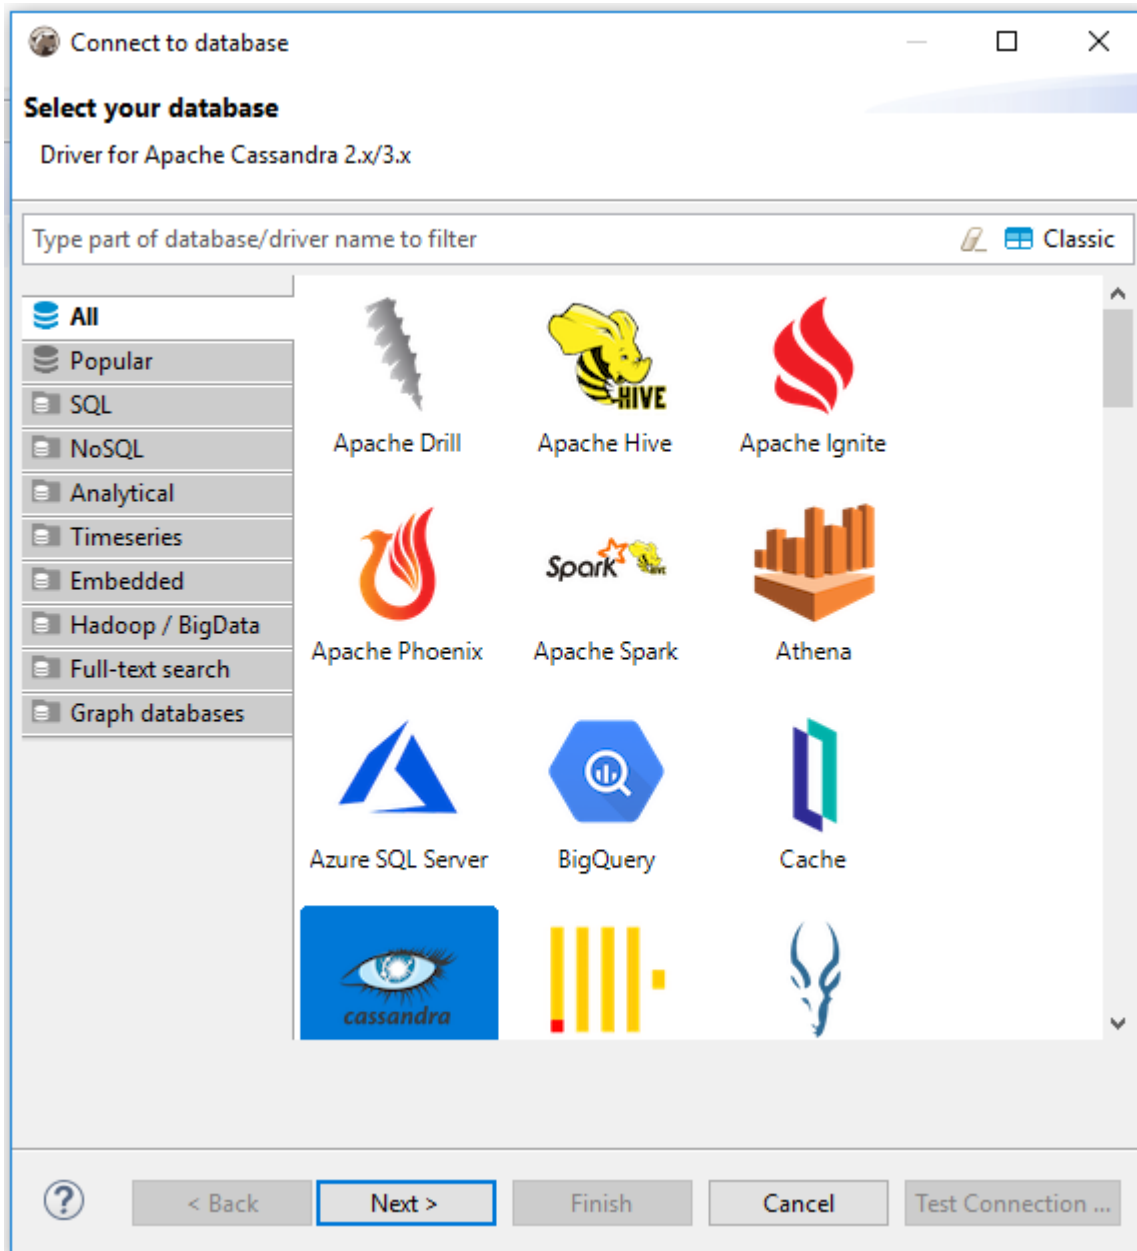 Connect to database
Select your database
Driver for Apache Cassandra 2.x/3.x
Type part of database/driver name to filter
Classic
All
Popular
SQL
NoSQL
Analytical
Timeseries
Embedded
Hadoop / BigData
Full-text search
Graph databases
HIVE
Apache Drill Apache Hive Apache Ignite
Spark HIVE
Apache Phoenix Apache Spark Athena
Azure SQL Server BigQuery Cache
cassandra
? < Back Next > Finish Cancel Test Connection ...